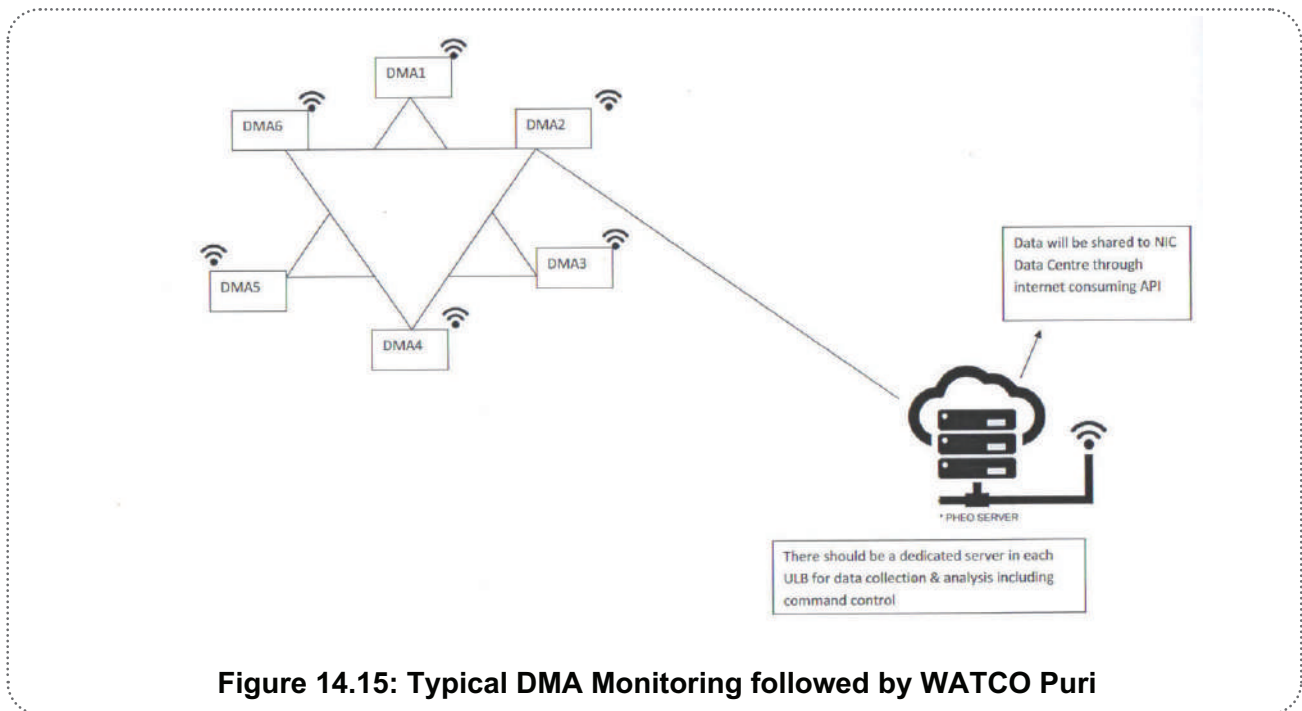 DMA1
DMA6
DMA2
DMA5
DMA3
DMA4
Data will be shared to NIC
Data Centre through
internet consuming API
* PHEO SERVER
There should be a dedicated server in each
ULB for data collection & analysis including
command control
Figure 14.15: Typical DMA Monitoring followed by WATCO Puri